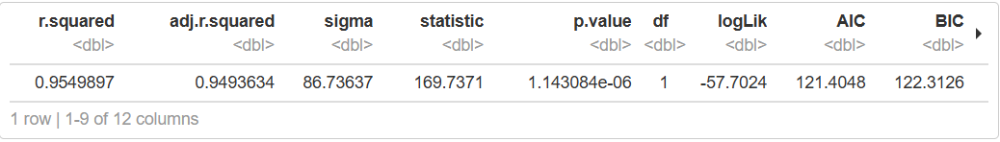 r.squared adj.r.squared sigma statistic p.value df logLik AIC BIC
<dbl> <dbl> <dbl> <dbl> <dbl> <dbl> <dbl> <dbl> <dbl>
0.9549897 0.9493634 86.73637 169.7371 1.143084e-06 1 -57.7024 121.4048 122.3126
1 row | 1-9 of 12 columns